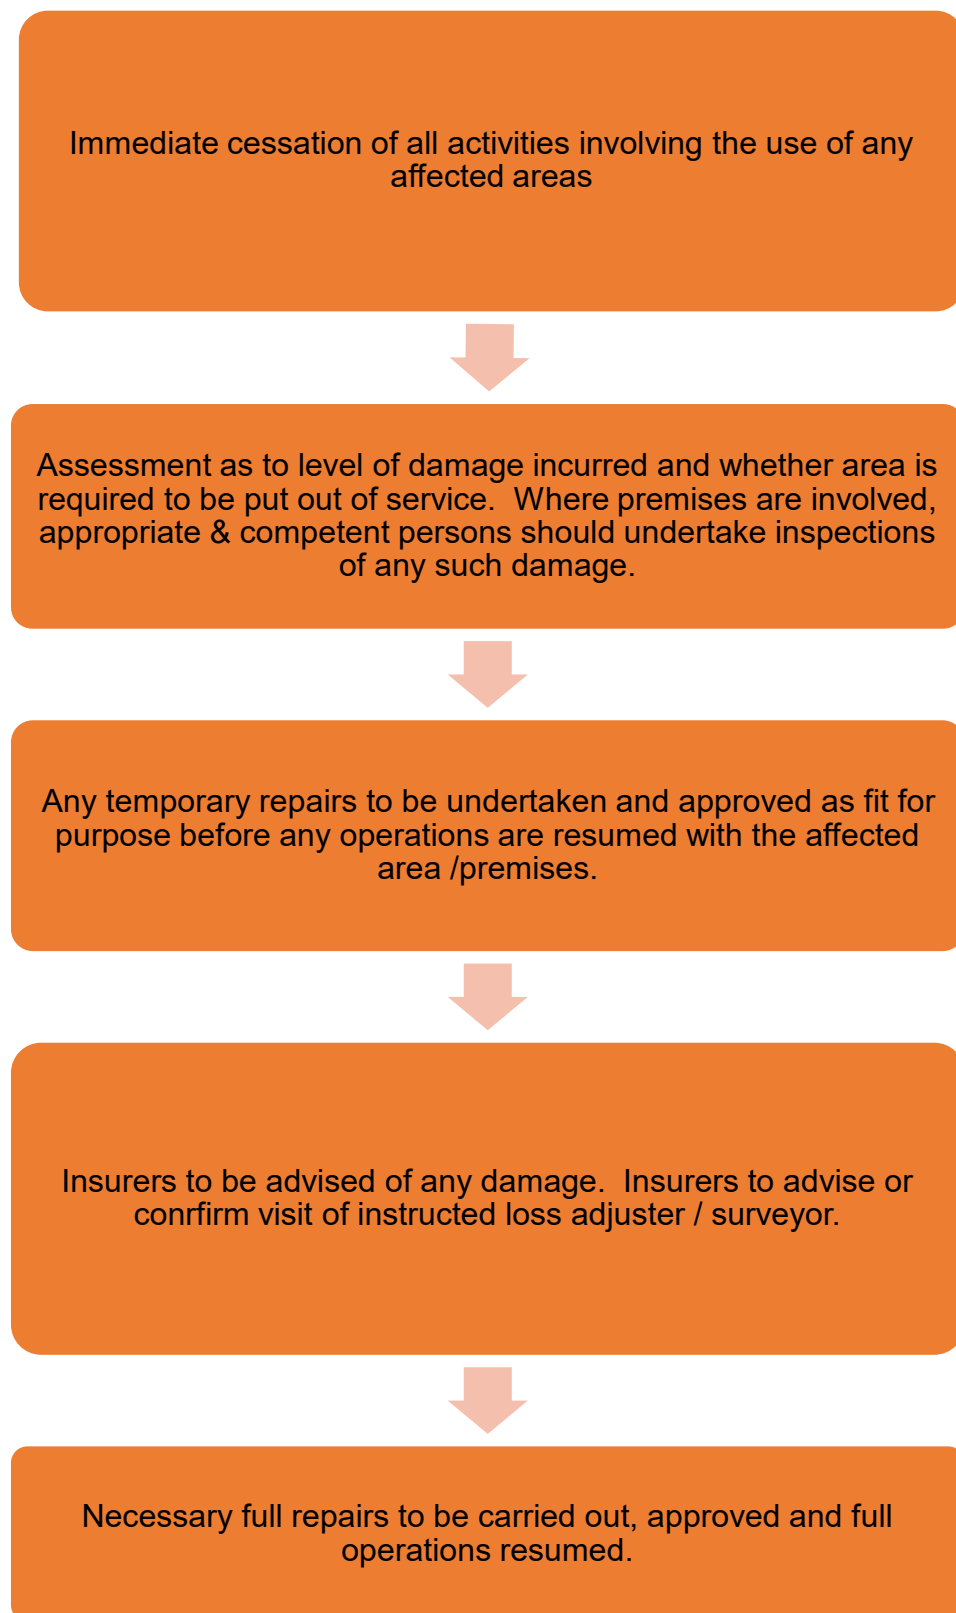 Immediate cessation of all activities involving the use of any
affected areas
Assessment as to level of damage incurred and whether area is
required to be put out of service.  Where premises are involved,
appropriate & competent persons should undertake inspections
of any such damage.
Any temporary repairs to be undertaken and approved as fit for
purpose before any operations are resumed with the affected
area /premises.
Insurers to be advised of any damage.  Insurers to advise or
conrfirm visit of instructed loss adjuster / surveyor.
Necessary full repairs to be carried out, approved and full
operations resumed.